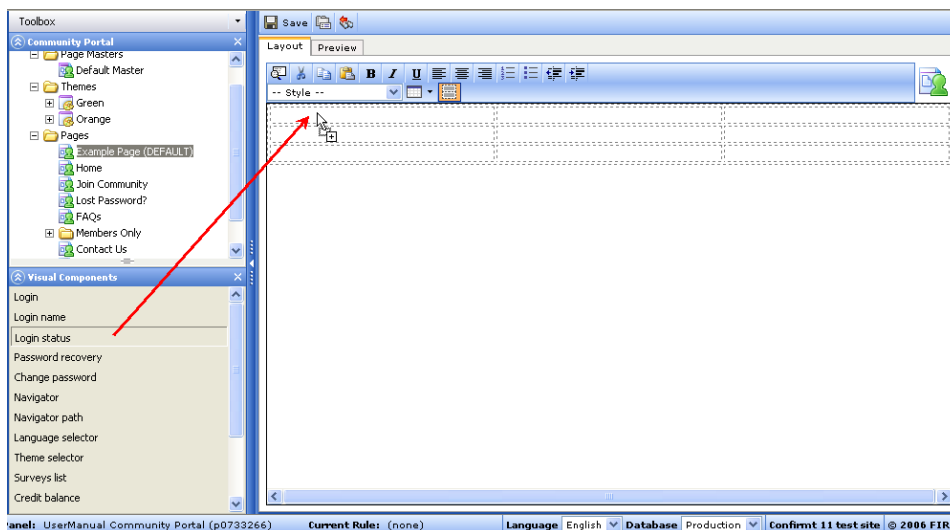 Toolbox
Community Portal
Page Masters
Default Master
Themes
Green
Orange
Pages
Example Page (DEFAULT)
Home
Join Community
Lost Password?
FAQs
Members Only
Contact Us
Visual Components
Login
Login name
Login status
Password recovery
Change password
Navigator
Navigator path
Language selector
Theme selector
Surveys list
Credit balance
Save
Layout Preview
B I U
-- Style --
anel: UserManual Community Portal (p0733266) Current Rule: (none) Language English Database Production Confirmit 11 test site © 2006 FIR